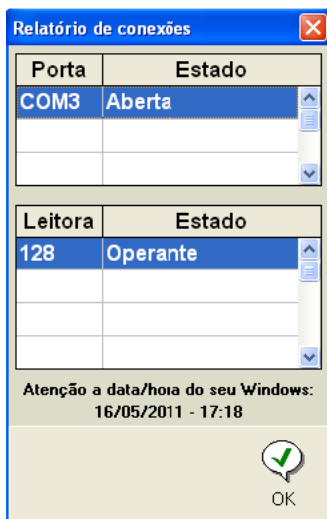 Relatório de conexões
Porta Estado
COM3 Aberta
Leitora Estado
128 Operante
Atenção a data/hora do seu Windows:
16/05/2011 - 17:18
OK